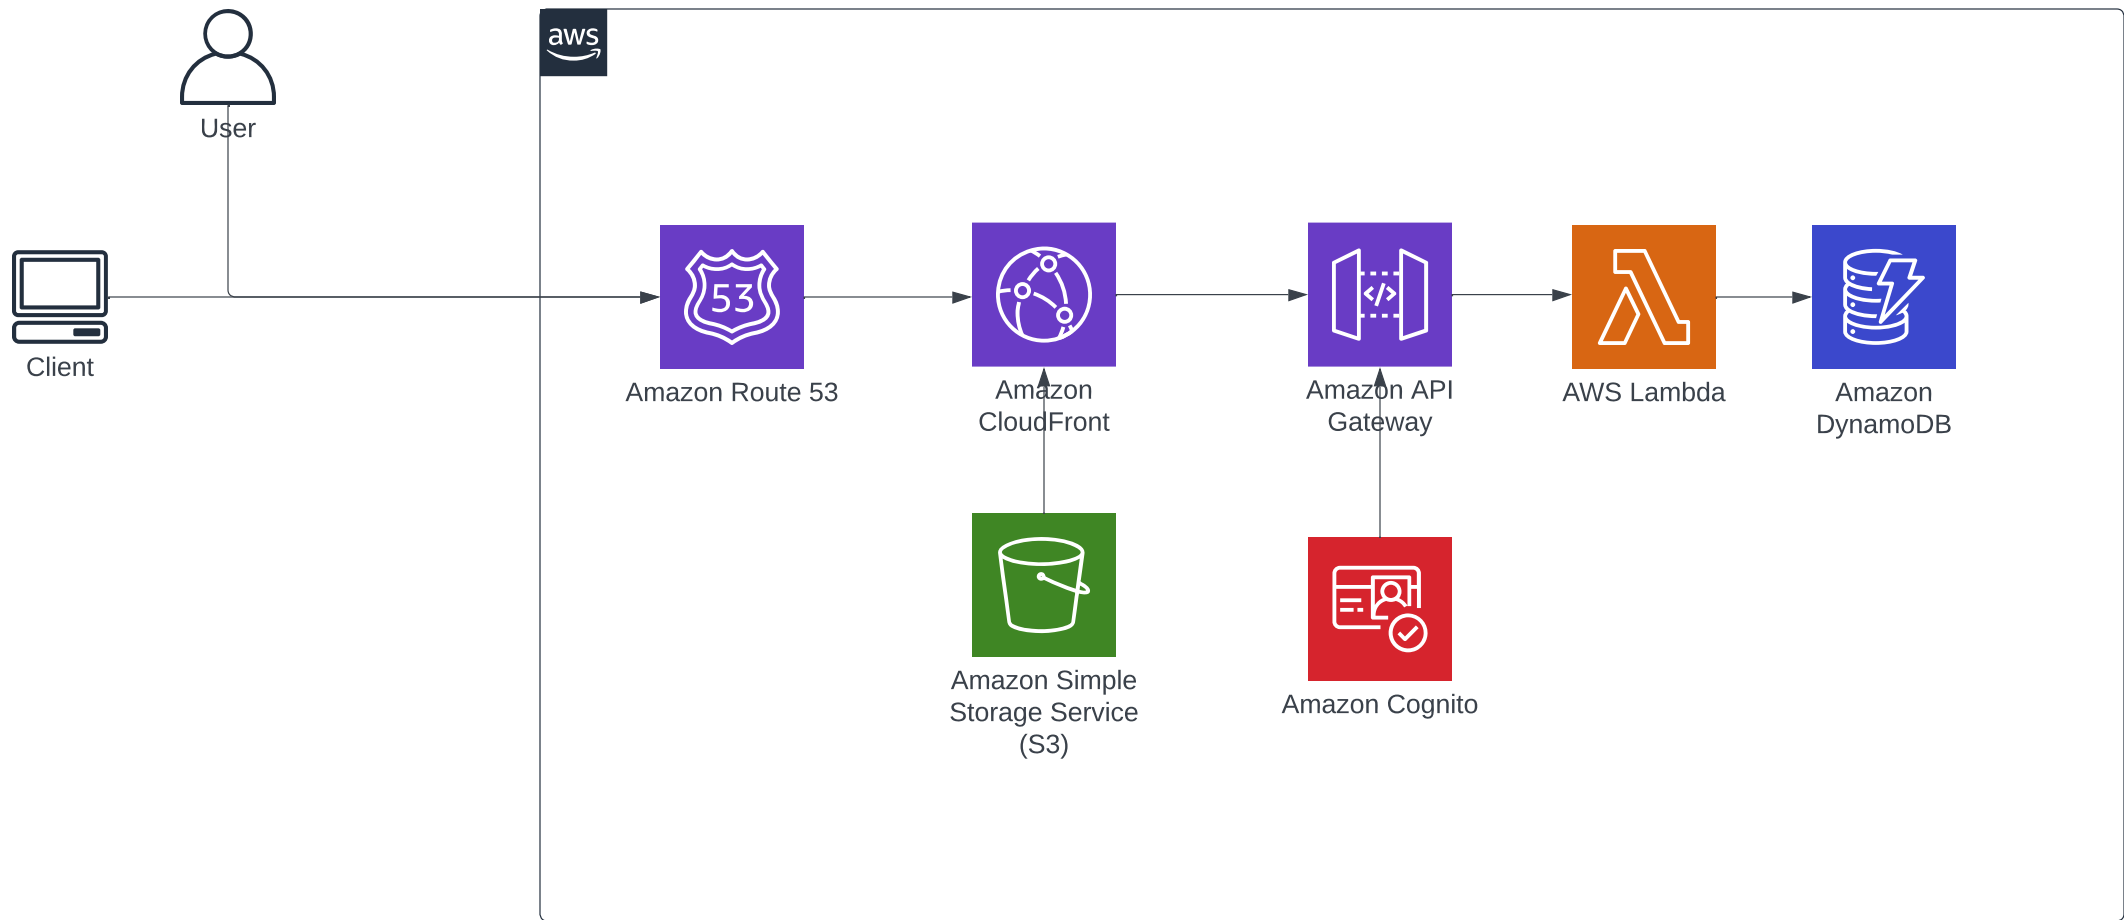 aws
User
Client
53
Amazon Route 53
Amazon
CloudFront
</>
Amazon API
Gateway
AWS Lambda
Amazon
DynamoDB
Amazon Simple
Storage Service
(S3)
Amazon Cognito